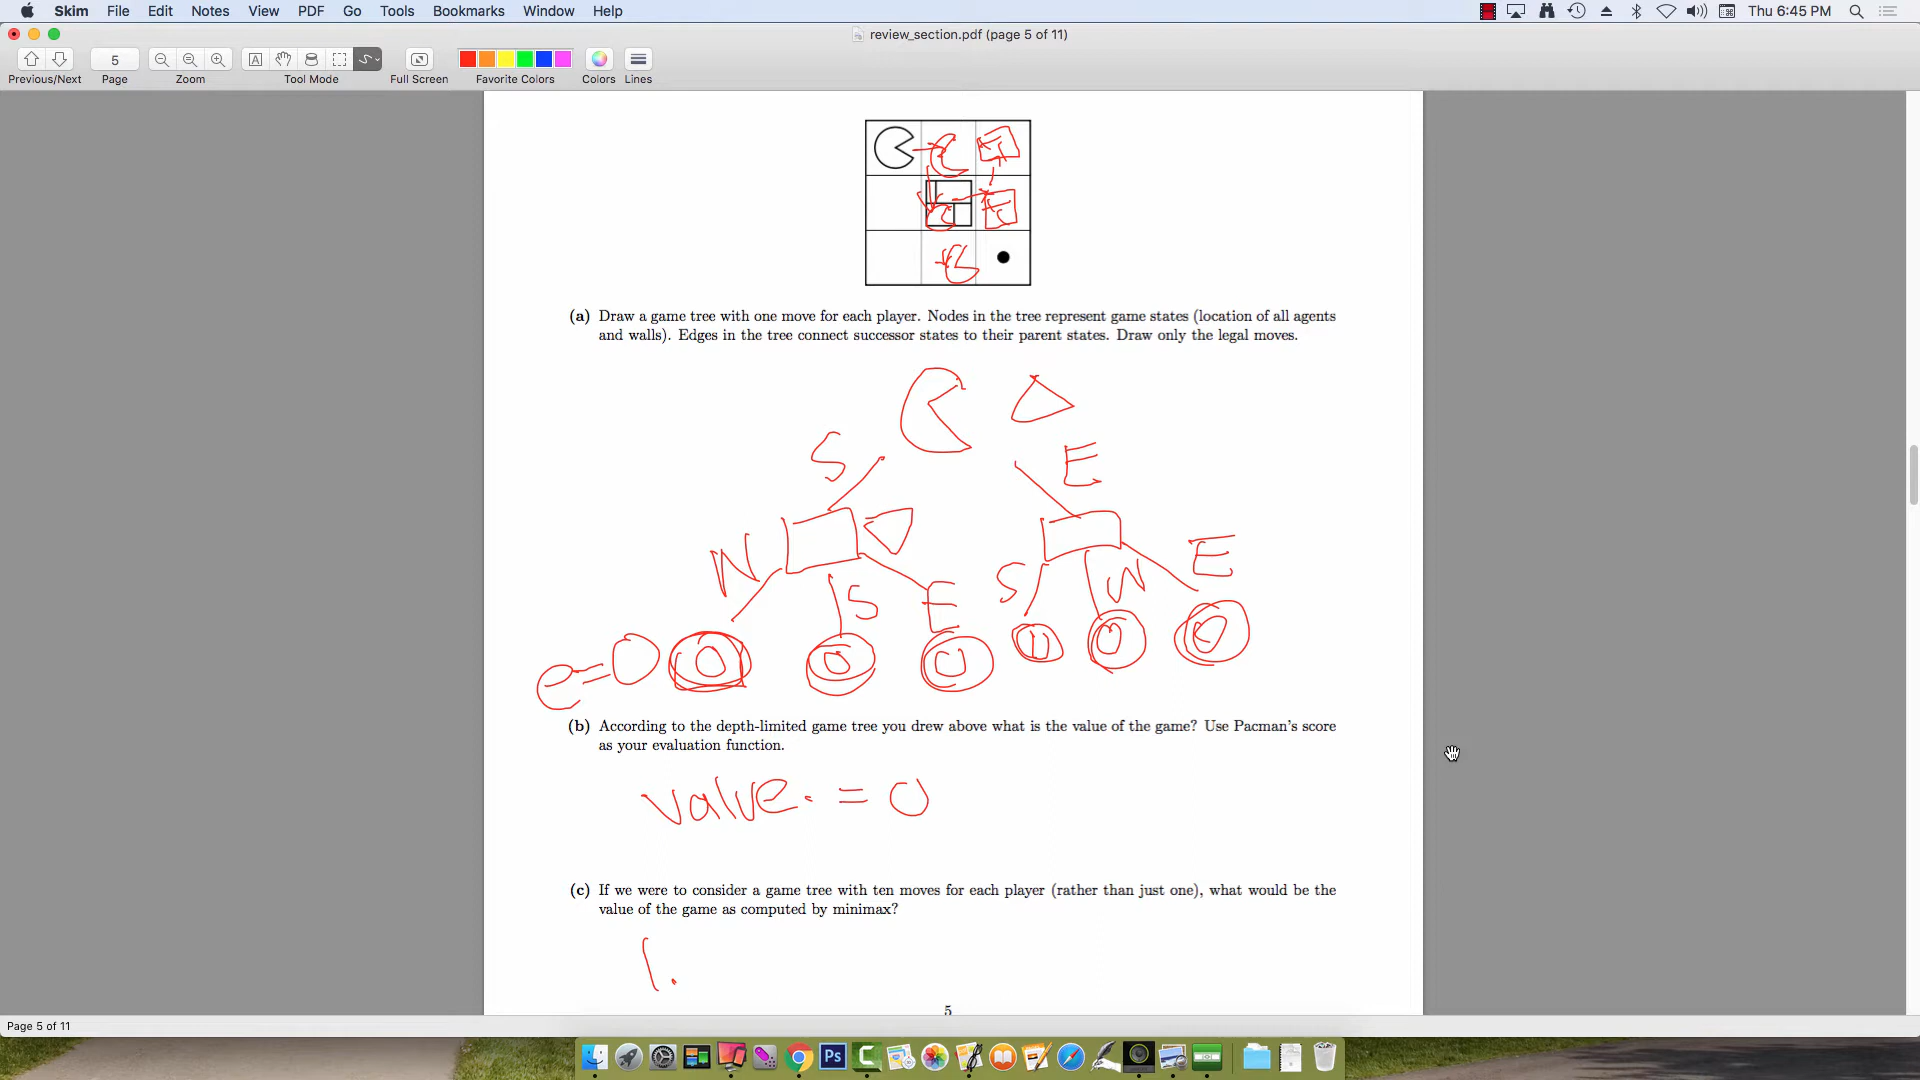 Skim File Edit Notes View PDF Go Tools Bookmarks Window Help Thu 6:45 PM
review_section.pdf (page 5 of 11)
5
Previous/Next Page Zoom Tool Mode Full Screen Favorite Colors Colors Lines
(a) Draw a game tree with one move for each player. Nodes in the tree represent game states (location of all agents
and walls). Edges in the tree connect successor states to their parent states. Draw only the legal moves.
S E
N S E S W E
e=0 0 0 0 0 0 0
(b) According to the depth-limited game tree you drew above what is the value of the game? Use Pacman's score
as your evaluation function.
value. = 0
(c) If we were to consider a game tree with ten moves for each player (rather than just one), what would be the
value of the game as computed by minimax?
1.
5
Page 5 of 11